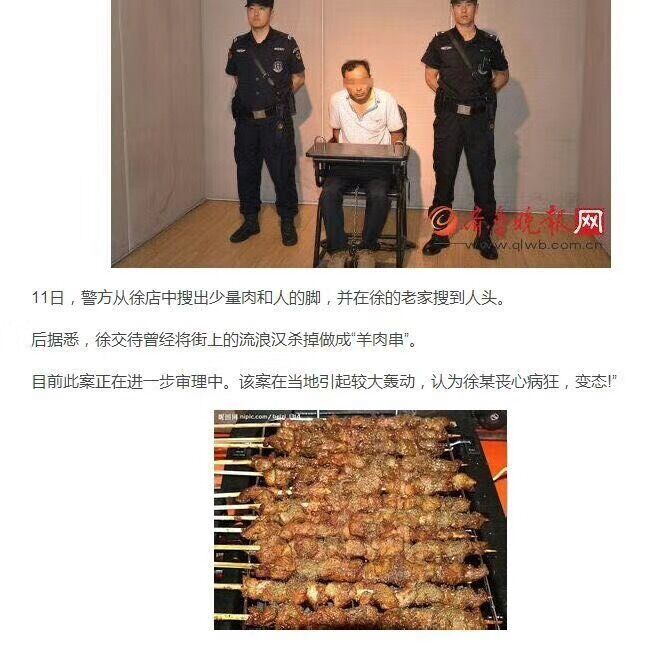 齐鲁晚报网
www.qlwb.com.cn
11日，警方从徐店中搜出少量肉和人的脚，并在徐的老家搜到人头。
后据悉，徐交待曾经将街上的流浪汉杀掉做成“羊肉串”。
目前此案正在进一步审理中。该案在当地引起较大轰动，认为徐某丧心病狂，变态!”
昵图网 nipic.com/